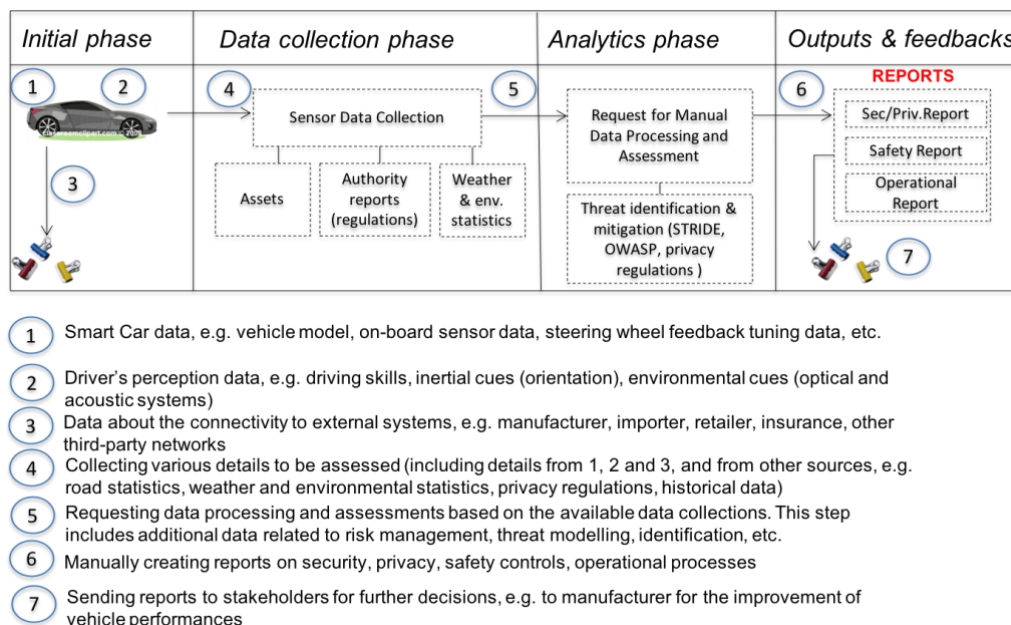 Initial phase
Data collection phase
Analytics phase
Outputs & feedbacks
REPORTS
1
2
4
5
6
Sensor Data Collection
Request for Manual
Data Processing and
Assessment
Sec/Priv.Report
Safety Report
Operational
Report
3
Assets
Authority
reports
(regulations)
Weather
& env.
statistics
Threat identification &
mitigation (STRIDE,
OWASP, privacy
regulations )
7
1 Smart Car data, e.g. vehicle model, on-board sensor data, steering wheel feedback tuning data, etc.
2 Driver's perception data, e.g. driving skills, inertial cues (orientation), environmental cues (optical and
acoustic systems)
3 Data about the connectivity to external systems, e.g. manufacturer, importer, retailer, insurance, other
third-party networks
4 Collecting various details to be assessed (including details from 1, 2 and 3, and from other sources, e.g.
road statistics, weather and environmental statistics, privacy regulations, historical data)
5 Requesting data processing and assessments based on the available data collections. This step
includes additional data related to risk management, threat modelling, identification, etc.
6 Manually creating reports on security, privacy, safety controls, operational processes
7 Sending reports to stakeholders for further decisions, e.g. to manufacturer for the improvement of
vehicle performances